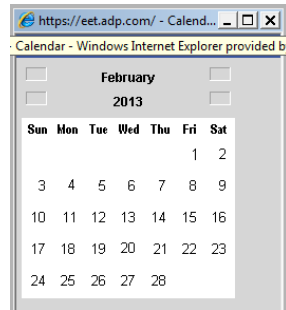 https://eet.adp.com/ - Calend...
Calendar - Windows Internet Explorer provided b
February
2013
Sun Mon Tue Wed Thu Fri Sat
1 2
3 4 5 6 7 8 9
10 11 12 13 14 15 16
17 18 19 20 21 22 23
24 25 26 27 28